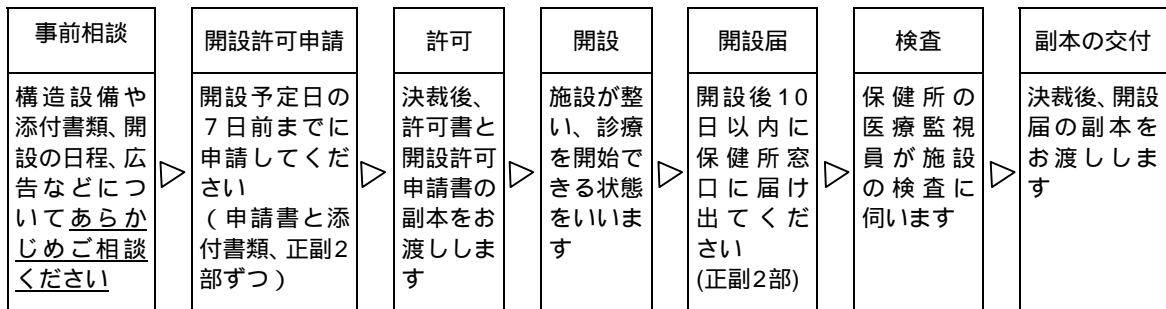 事前相談
構造設備や
添付書類、開
設の日程、広
告などにつ
いてあらか
じめご相談
ください
開設許可申請
開設予定日の
7日前までに
申請してくだ
さい
(申請書と添
付書類、正副2
部ずつ)
許可
決裁後、
許可書と
開設許可
申請書の
副本をお
渡ししま
す
開設
施設が整
い、診療
を開始で
きる状態
をいいま
す
開設届
開設後10
日以内に
保健所窓
口に届け
出てくだ
さい
(正副2部)
検査
保健所の
医療監視
員が施設
の検査に
伺います
副本の交付
決裁後、開設
届の副本を
お渡ししま
す